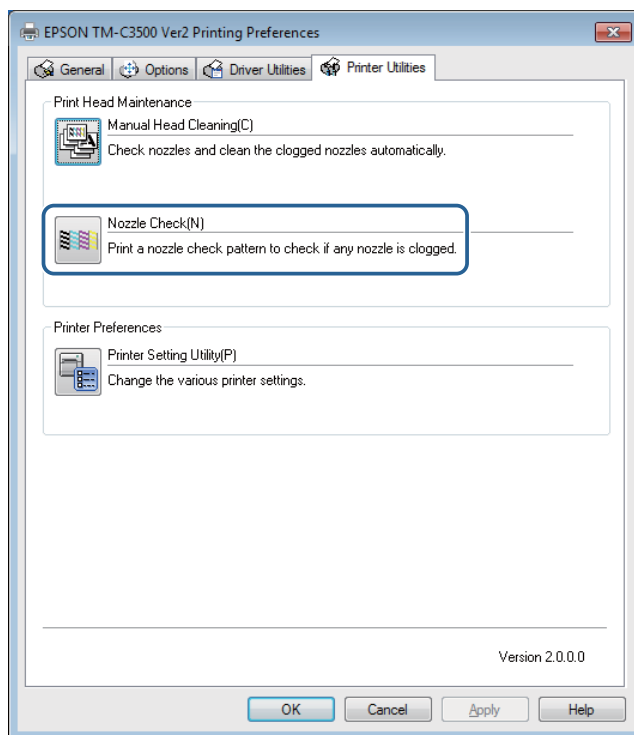 EPSON TM-C3500 Ver2 Printing Preferences
General Options Driver Utilities Printer Utilities
Print Head Maintenance
Manual Head Cleaning(C)
Check nozzles and clean the clogged nozzles automatically.
Nozzle Check(N)
Print a nozzle check pattern to check if any nozzle is clogged.
Printer Preferences
Printer Setting Utility(P)
Change the various printer settings.
Version 2.0.0.0
OK Cancel Apply Help